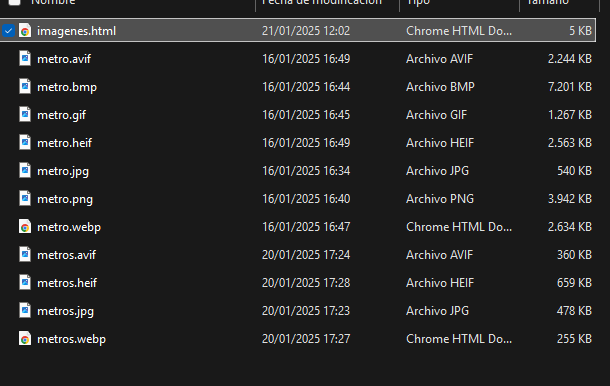 Nombre Fecha de modificación Tipo Tamaño
imagenes.html 21/01/2025 12:02 Chrome HTML Do... 5 KB
metro.avif 16/01/2025 16:49 Archivo AVIF 2.244 KB
metro.bmp 16/01/2025 16:44 Archivo BMP 7.201 KB
metro.gif 16/01/2025 16:45 Archivo GIF 1.267 KB
metro.heif 16/01/2025 16:49 Archivo HEIF 2.563 KB
metro.jpg 16/01/2025 16:34 Archivo JPG 540 KB
metro.png 16/01/2025 16:40 Archivo PNG 3.942 KB
metro.webp 16/01/2025 16:47 Chrome HTML Do... 2.634 KB
metros.avif 20/01/2025 17:24 Archivo AVIF 360 KB
metros.heif 20/01/2025 17:28 Archivo HEIF 659 KB
metros.jpg 20/01/2025 17:23 Archivo JPG 478 KB
metros.webp 20/01/2025 17:27 Chrome HTML Do... 255 KB